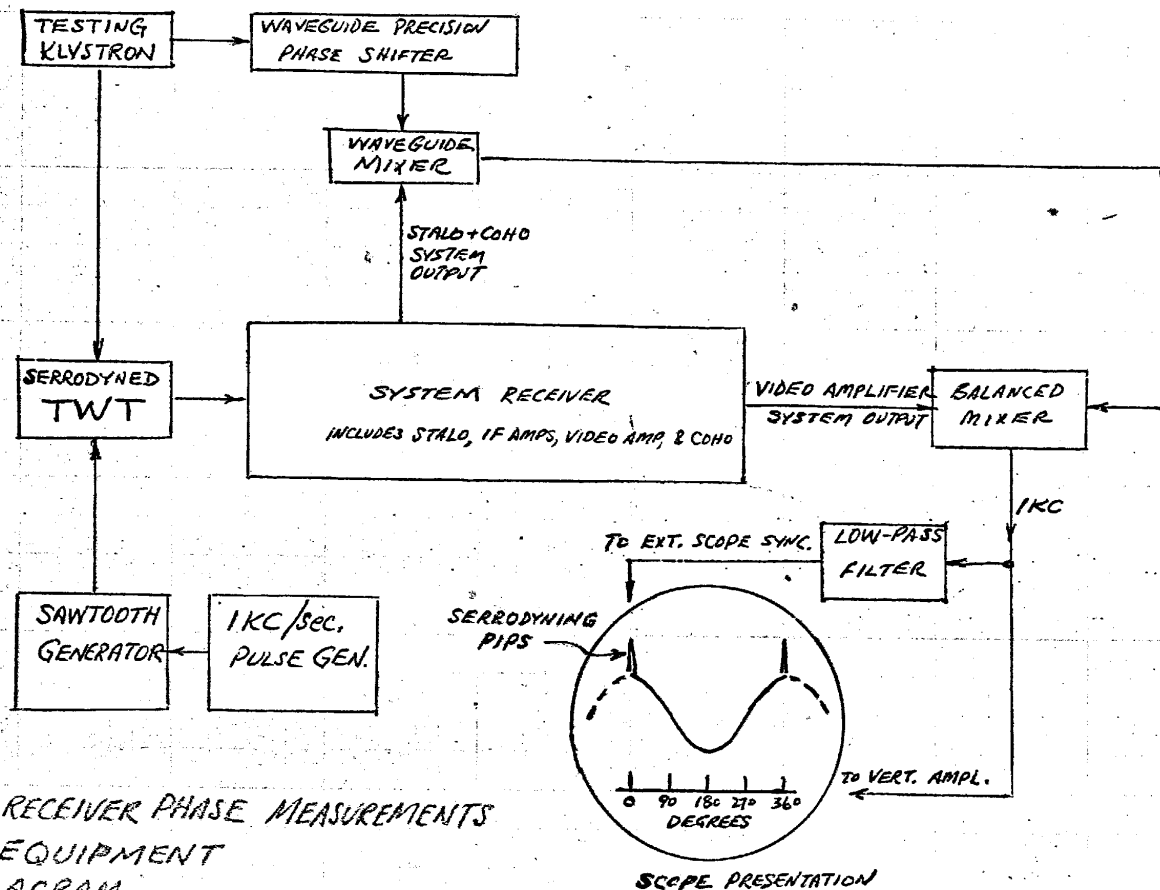 TESTING
KLYSTRON
WAVEGUIDE PRECISION
PHASE SHIFTER
WAVEGUIDE
MIXER
STALO+COHO
SYSTEM
OUTPUT
SERRODYNED
TWT
SYSTEM RECEIVER
INCLUDES STALO, IF AMPS, VIDEO AMP, & COHO
VIDEO AMPLIFIER
SYSTEM OUTPUT
BALANCED
MIXER
1KC
TO EXT. SCOPE SYNC.
LOW-PASS
FILTER
SAWTOOTH
GENERATOR
1KC/SEC.
PULSE GEN.
SERRODYNING
PIPS
0 90 180 270 360
DEGREES
TO VERT. AMPL.
SCOPE PRESENTATION
RECEIVER PHASE MEASUREMENTS
EQUIPMENT
AGRAM